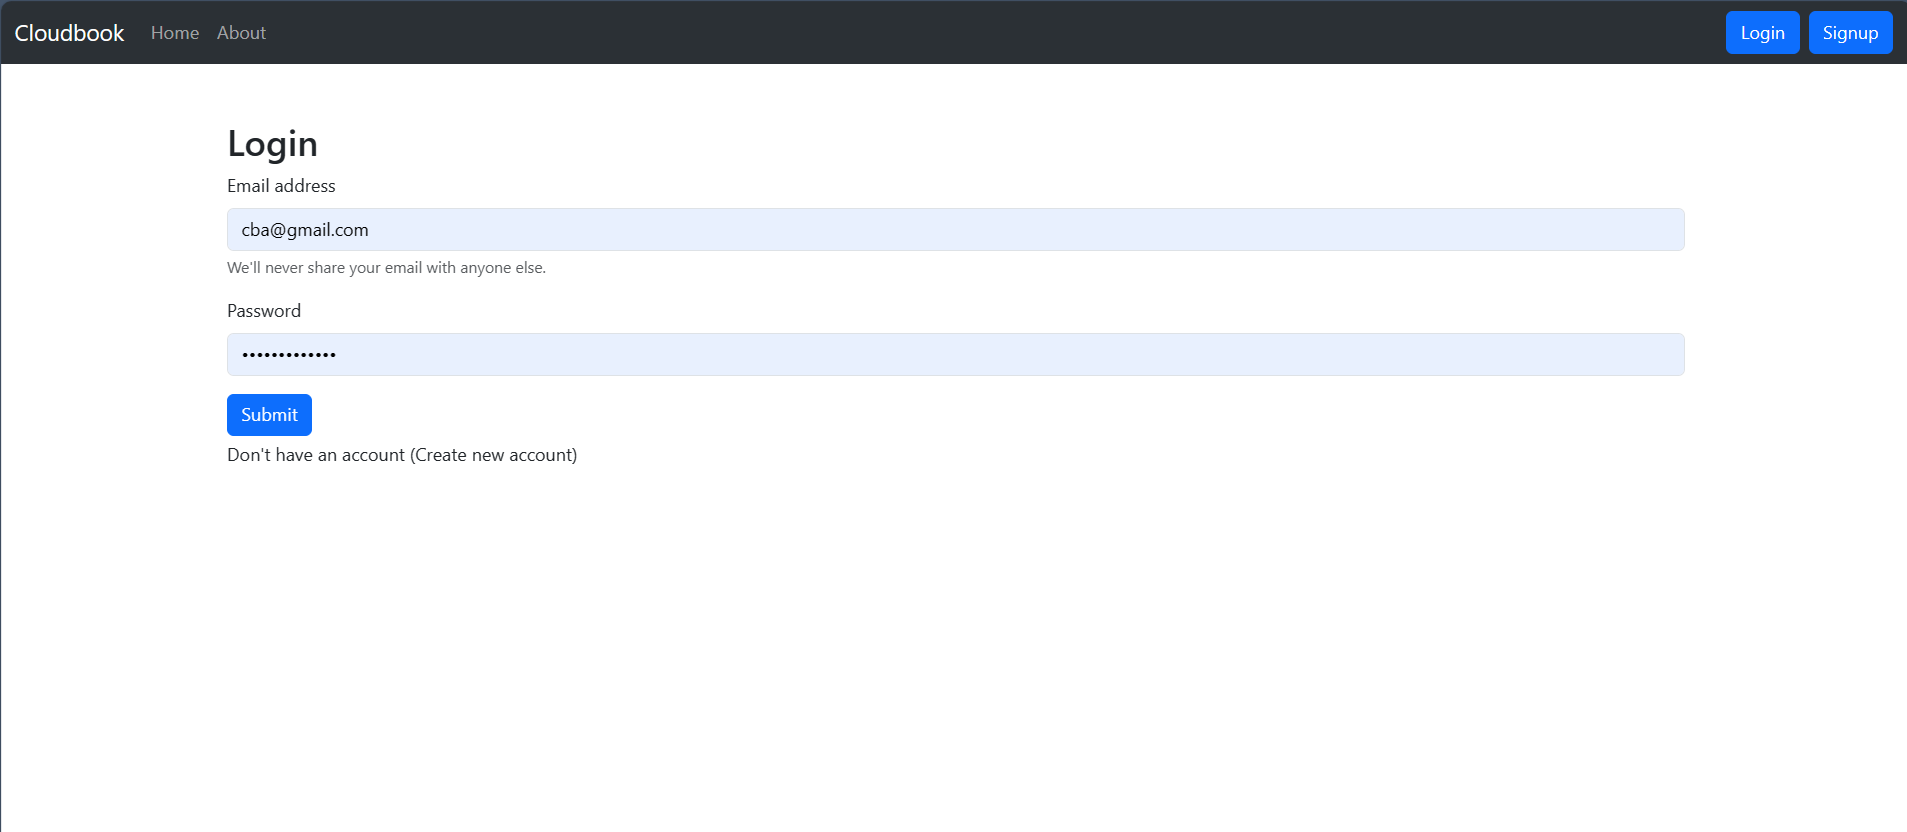 Cloudbook Home About Login Signup
Login
Email address
cba@gmail.com
We'll never share your email with anyone else.
Password
•••••••••••••
Submit
Don't have an account (Create new account)